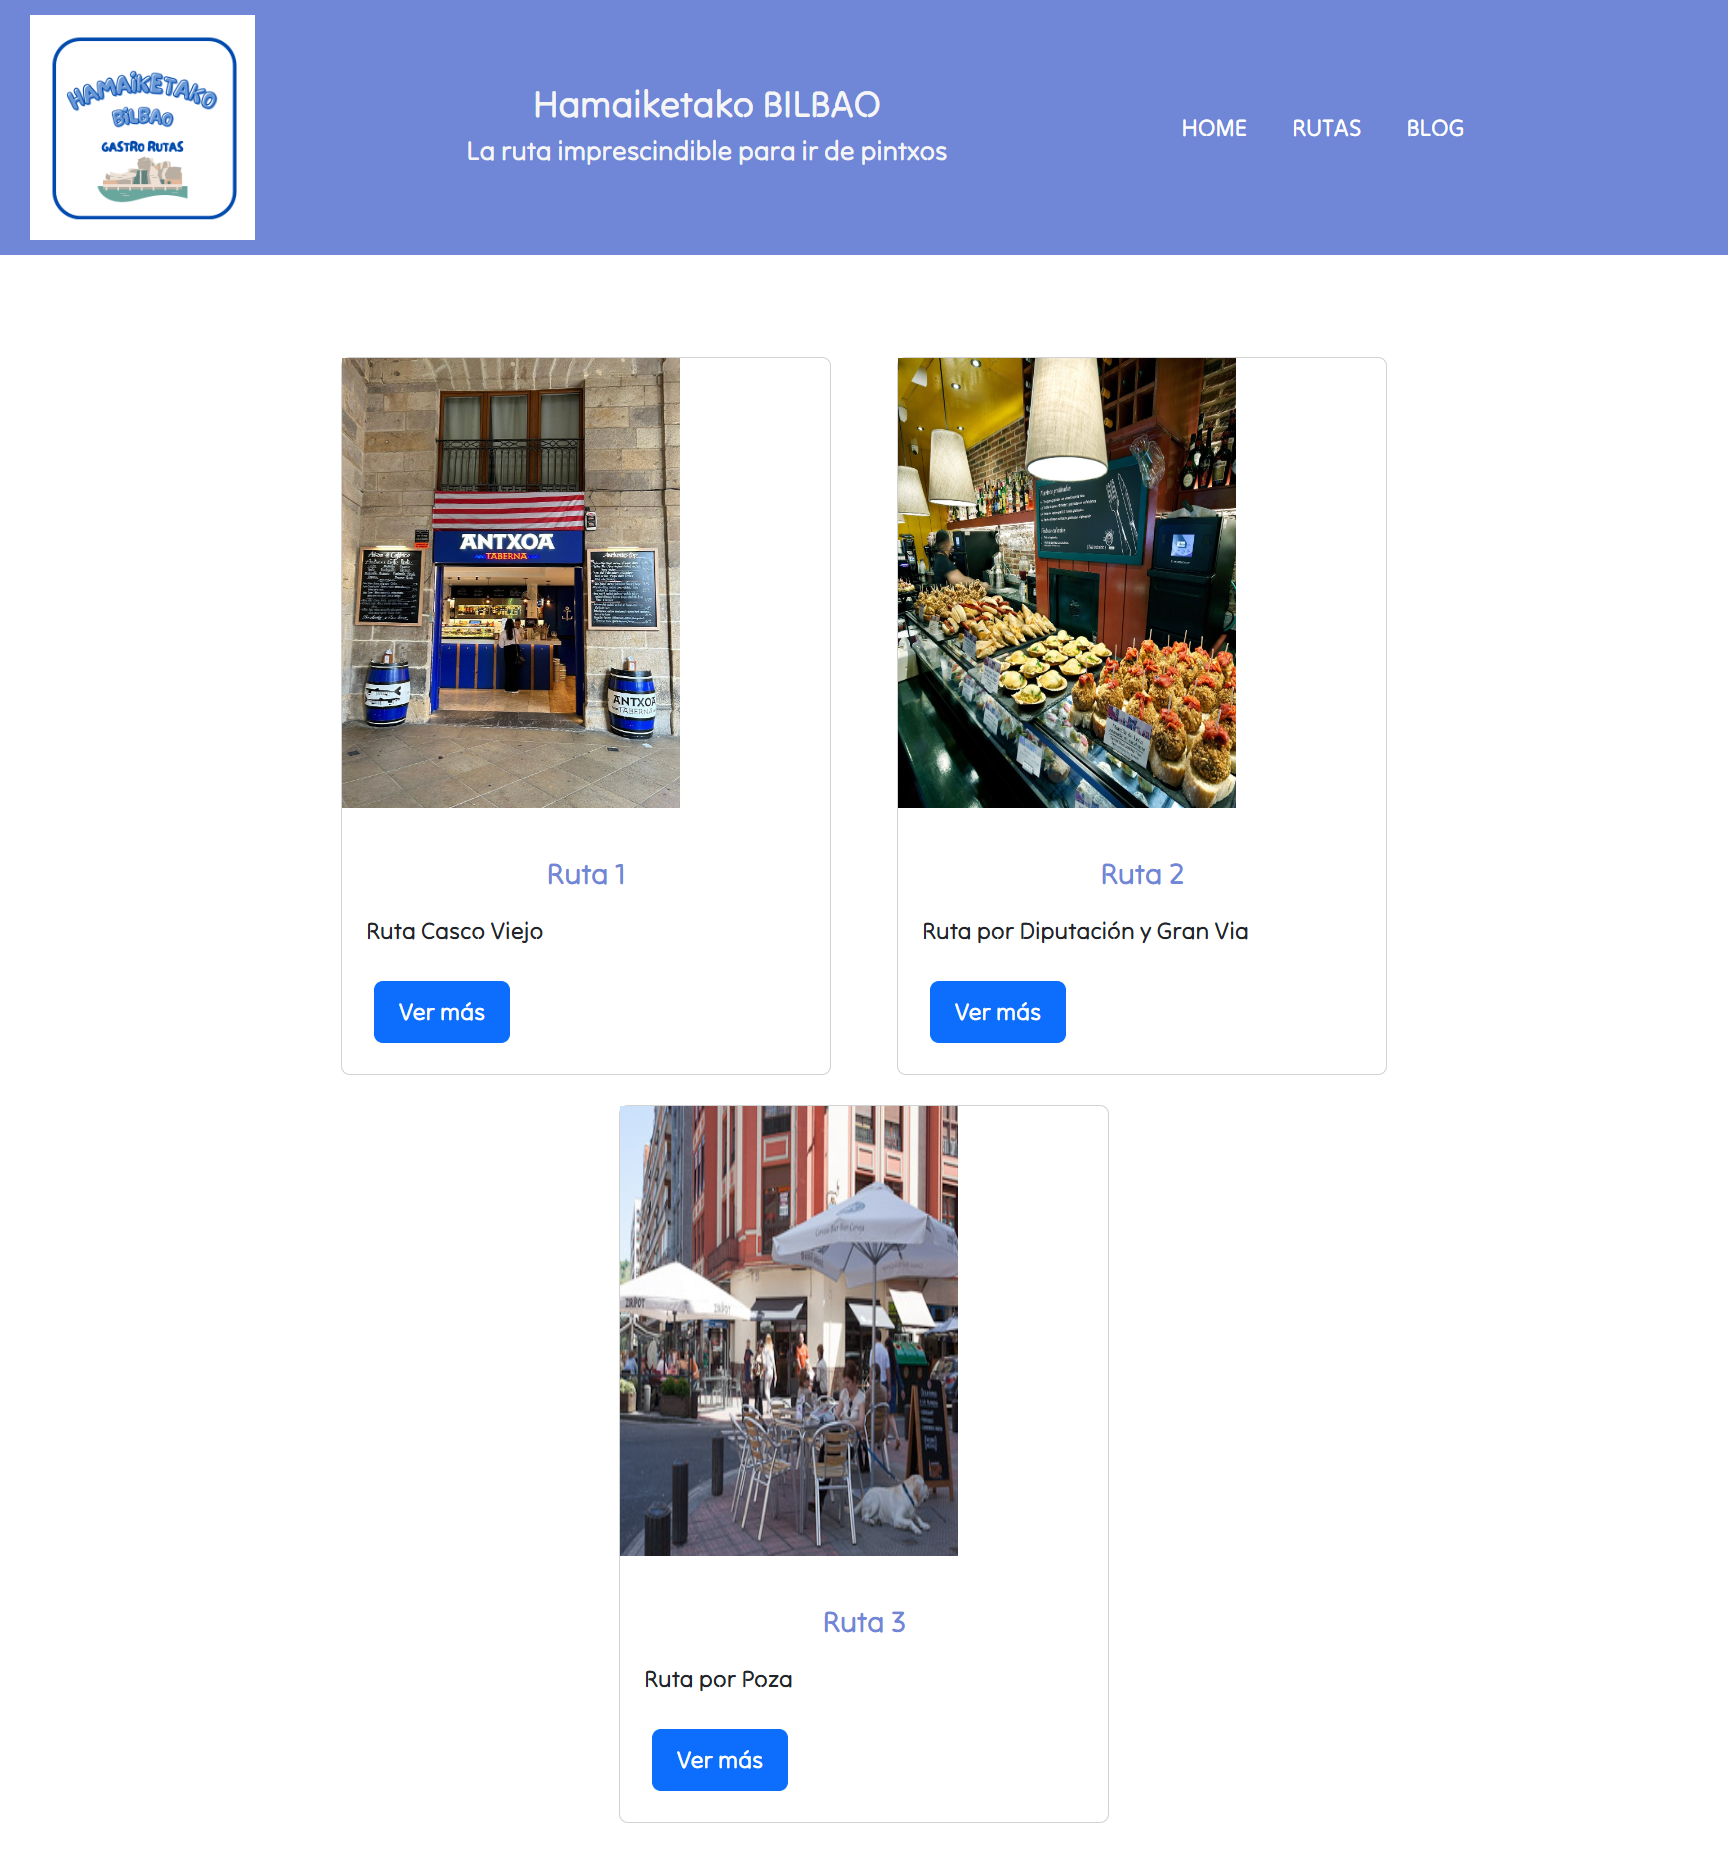 HAMAIKETAKO
BILBAO
GASTRO RUTAS
Hamaiketako BILBAO
La ruta imprescindible para ir de pintxos
HOME RUTAS BLOG
ANTXOA
TABERNA
ANTXOA
TABERNA
Ruta 1
Ruta Casco Viejo
Ver más
Ruta 2
Ruta por Diputación y Gran Via
Ver más
Ruta 3
Ruta por Poza
Ver más